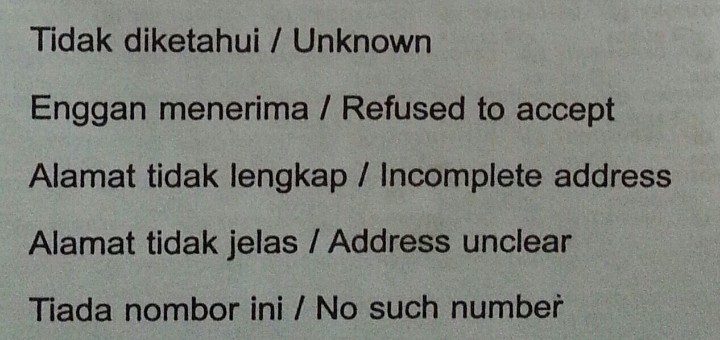 Tidak diketahui / Unknown
Enggan menerima / Refused to accept
Alamat tidak lengkap / Incomplete address
Alamat tidak jelas / Address unclear
Tiada nombor ini / No such number